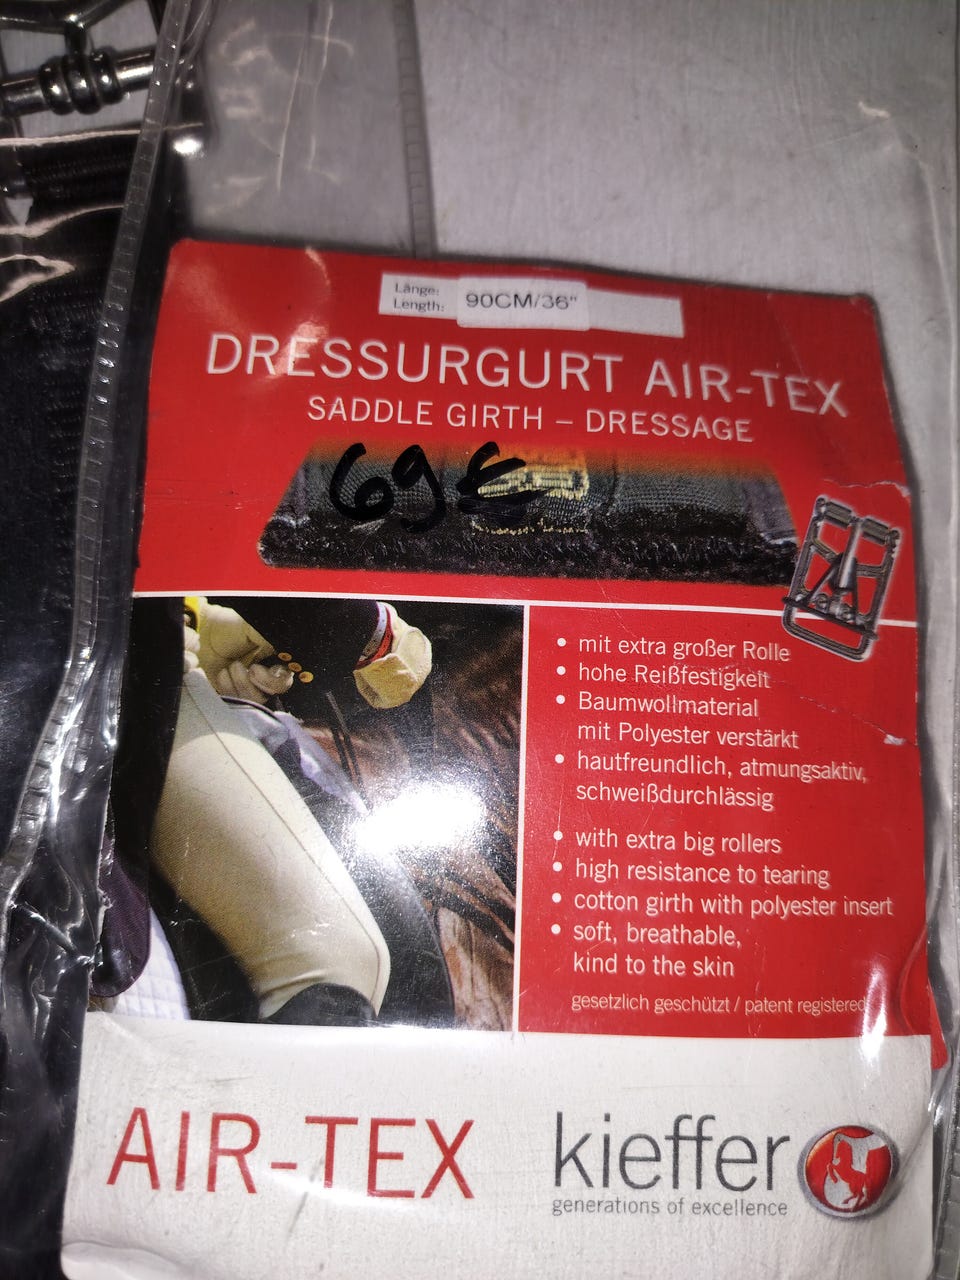 Länge:
Length:
90CM/36"
DRESSURGURT AIR-TEX
SADDLE GIRTH – DRESSAGE
69€
• mit extra großer Rolle
• hohe Reißfestigkeit
• Baumwollmaterial
mit Polyester verstärkt
• hautfreundlich, atmungsaktiv,
schweißdurchlässig
• with extra big rollers
• high resistance to tearing
• cotton girth with polyester insert
• soft, breathable,
kind to the skin
gesetzlich geschützt / patent registered
AIR-TEX
kieffer
generations of excellence